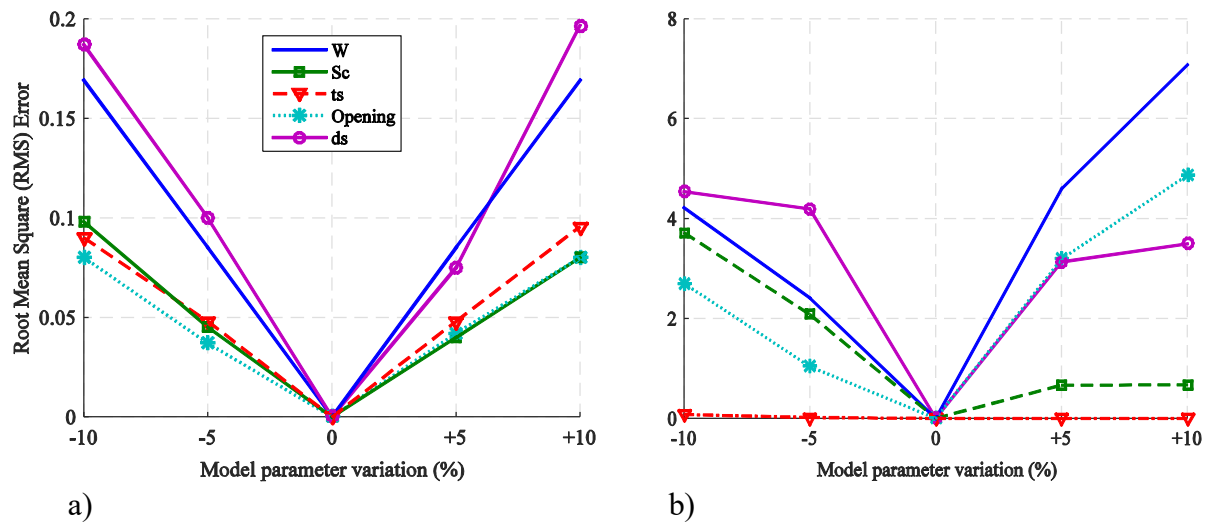 0.2
0.15
0.1
0.05
0
Root Mean Square (RMS) Error
W
Sc
ts
Opening
ds
-10 -5 0 +5 +10
Model parameter variation (%)
a)
8
6
4
2
0
-10 -5 0 +5 +10
Model parameter variation (%)
b)